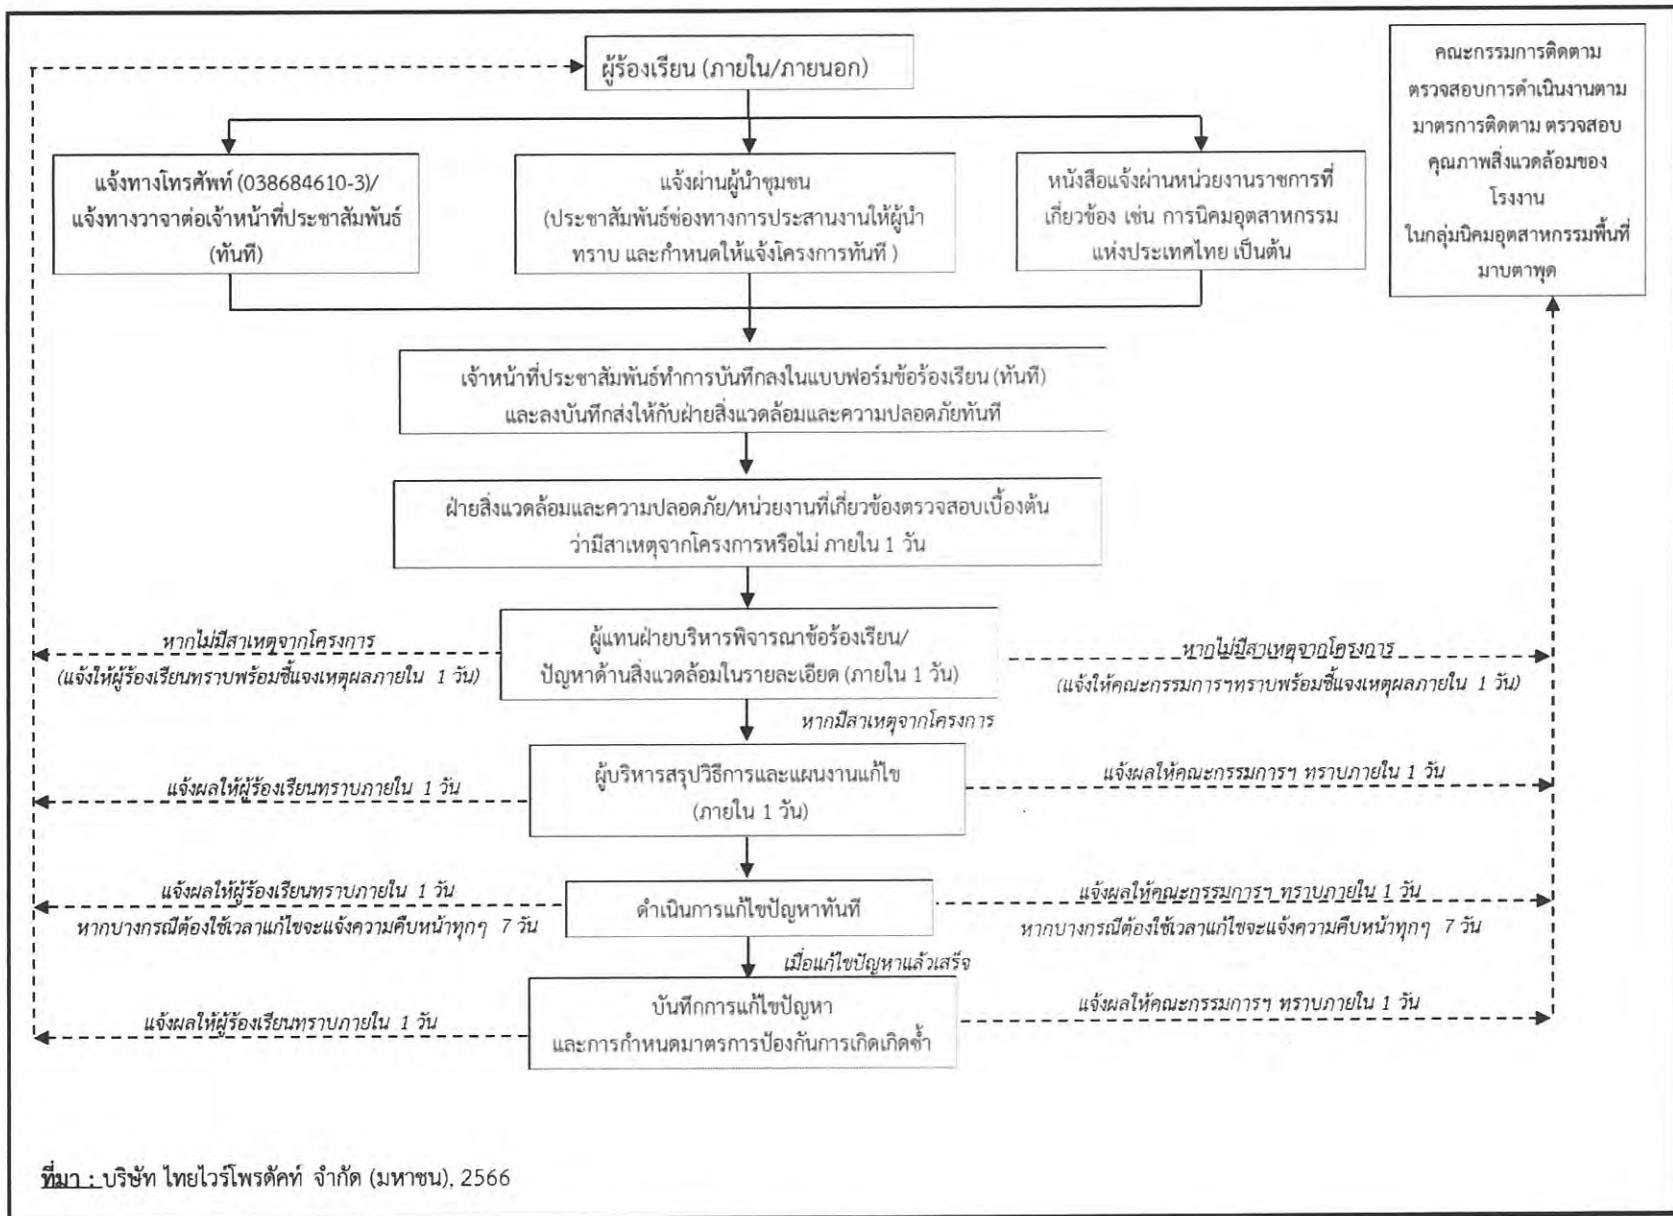 ผู้ร้องเรียน (ภายใน/ภายนอก)
คณะกรรมการติดตาม
ตรวจสอบการดำเนินงานตาม
มาตรการติดตาม ตรวจสอบ
คุณภาพสิ่งแวดล้อมของ
โรงงาน
ในกลุ่มนิคมอุตสาหกรรมพื้นที่
มาบตาพุด
แจ้งทางโทรศัพท์ (038684610-3)/
แจ้งทางวาจาต่อเจ้าหน้าที่ประชาสัมพันธ์
(ทันที)
แจ้งผ่านผู้นำชุมชน
(ประชาสัมพันธ์ช่องทางการประสานงานให้ผู้นำ
ทราบ และกำหนดให้แจ้งโครงการทันที )
หนังสือแจ้งผ่านหน่วยงานราชการที่
เกี่ยวข้อง เช่น การนิคมอุตสาหกรรม
แห่งประเทศไทย เป็นต้น
เจ้าหน้าที่ประชาสัมพันธ์ทำการบันทึกลงในแบบฟอร์มข้อร้องเรียน (ทันที)
และลงบันทึกส่งให้กับฝ่ายสิ่งแวดล้อมและความปลอดภัยทันที
ฝ่ายสิ่งแวดล้อมและความปลอดภัย/หน่วยงานที่เกี่ยวข้องตรวจสอบเบื้องต้น
ว่ามีสาเหตุจากโครงการหรือไม่ ภายใน 1 วัน
หากไม่มีสาเหตุจากโครงการ
(แจ้งให้ผู้ร้องเรียนทราบพร้อมชี้แจงเหตุผลภายใน 1 วัน)
ผู้แทนฝ่ายบริหารพิจารณาข้อร้องเรียน/
ปัญหาด้านสิ่งแวดล้อมในรายละเอียด (ภายใน 1 วัน)
หากไม่มีสาเหตุจากโครงการ
(แจ้งให้คณะกรรมการฯทราบพร้อมชี้แจงเหตุผลภายใน 1 วัน)
หากมีสาเหตุจากโครงการ
แจ้งผลให้ผู้ร้องเรียนทราบภายใน 1 วัน
ผู้บริหารสรุปวิธีการและแผนงานแก้ไข
(ภายใน 1 วัน)
แจ้งผลให้คณะกรรมการฯ ทราบภายใน 1 วัน
แจ้งผลให้ผู้ร้องเรียนทราบภายใน 1 วัน
หากบางกรณีต้องใช้เวลาแก้ไขจะแจ้งความคืบหน้าทุกๆ 7 วัน
ดำเนินการแก้ไขปัญหาทันที
แจ้งผลให้คณะกรรมการฯ ทราบภายใน 1 วัน
หากบางกรณีต้องใช้เวลาแก้ไขจะแจ้งความคืบหน้าทุกๆ 7 วัน
เมื่อแก้ไขปัญหาแล้วเสร็จ
แจ้งผลให้ผู้ร้องเรียนทราบภายใน 1 วัน
บันทึกการแก้ไขปัญหา
และการกำหนดมาตรการป้องกันการเกิดเกิดซ้ำ
แจ้งผลให้คณะกรรมการฯ ทราบภายใน 1 วัน
ที่มา : บริษัท ไทยไวร์โพรดัคท์ จำกัด (มหาชน), 2566